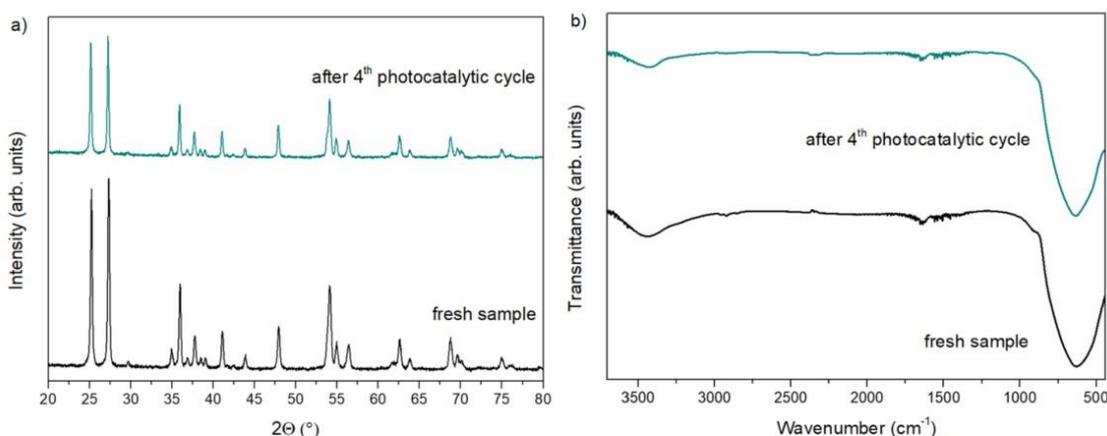 a)
after 4th photocatalytic cycle
fresh sample
Intensity (arb. units)
20 25 30 35 40 45 50 55 60 65 70 75 80
2Θ (°)
b)
after 4th photocatalytic cycle
fresh sample
Transmittance (arb. units)
3500 3000 2500 2000 1500 1000 500
Wavenumber (cm-1)